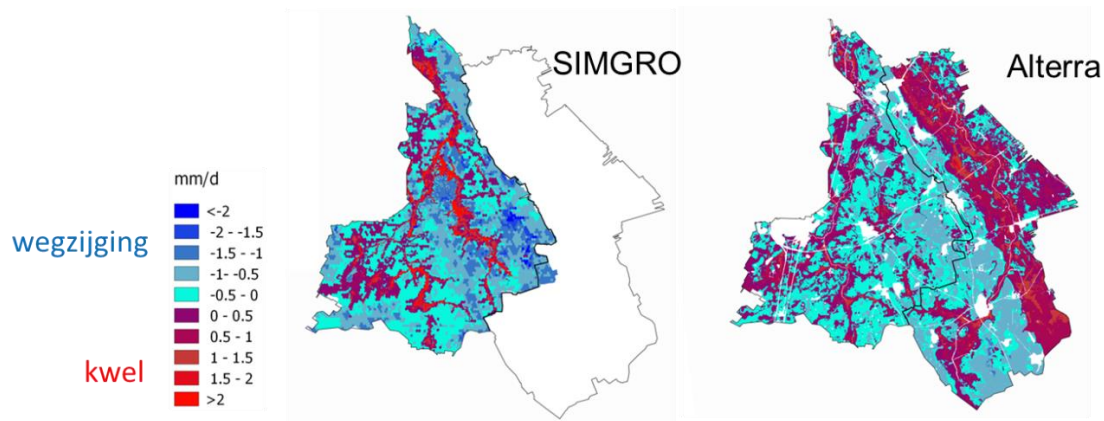 SIMGRO
Alterra
mm/d
<-2
-2 - -1.5
-1.5 - -1
-1 - -0.5
-0.5 - 0
0 - 0.5
0.5 - 1
1 - 1.5
1.5 - 2
>2
wegzijging
kwel